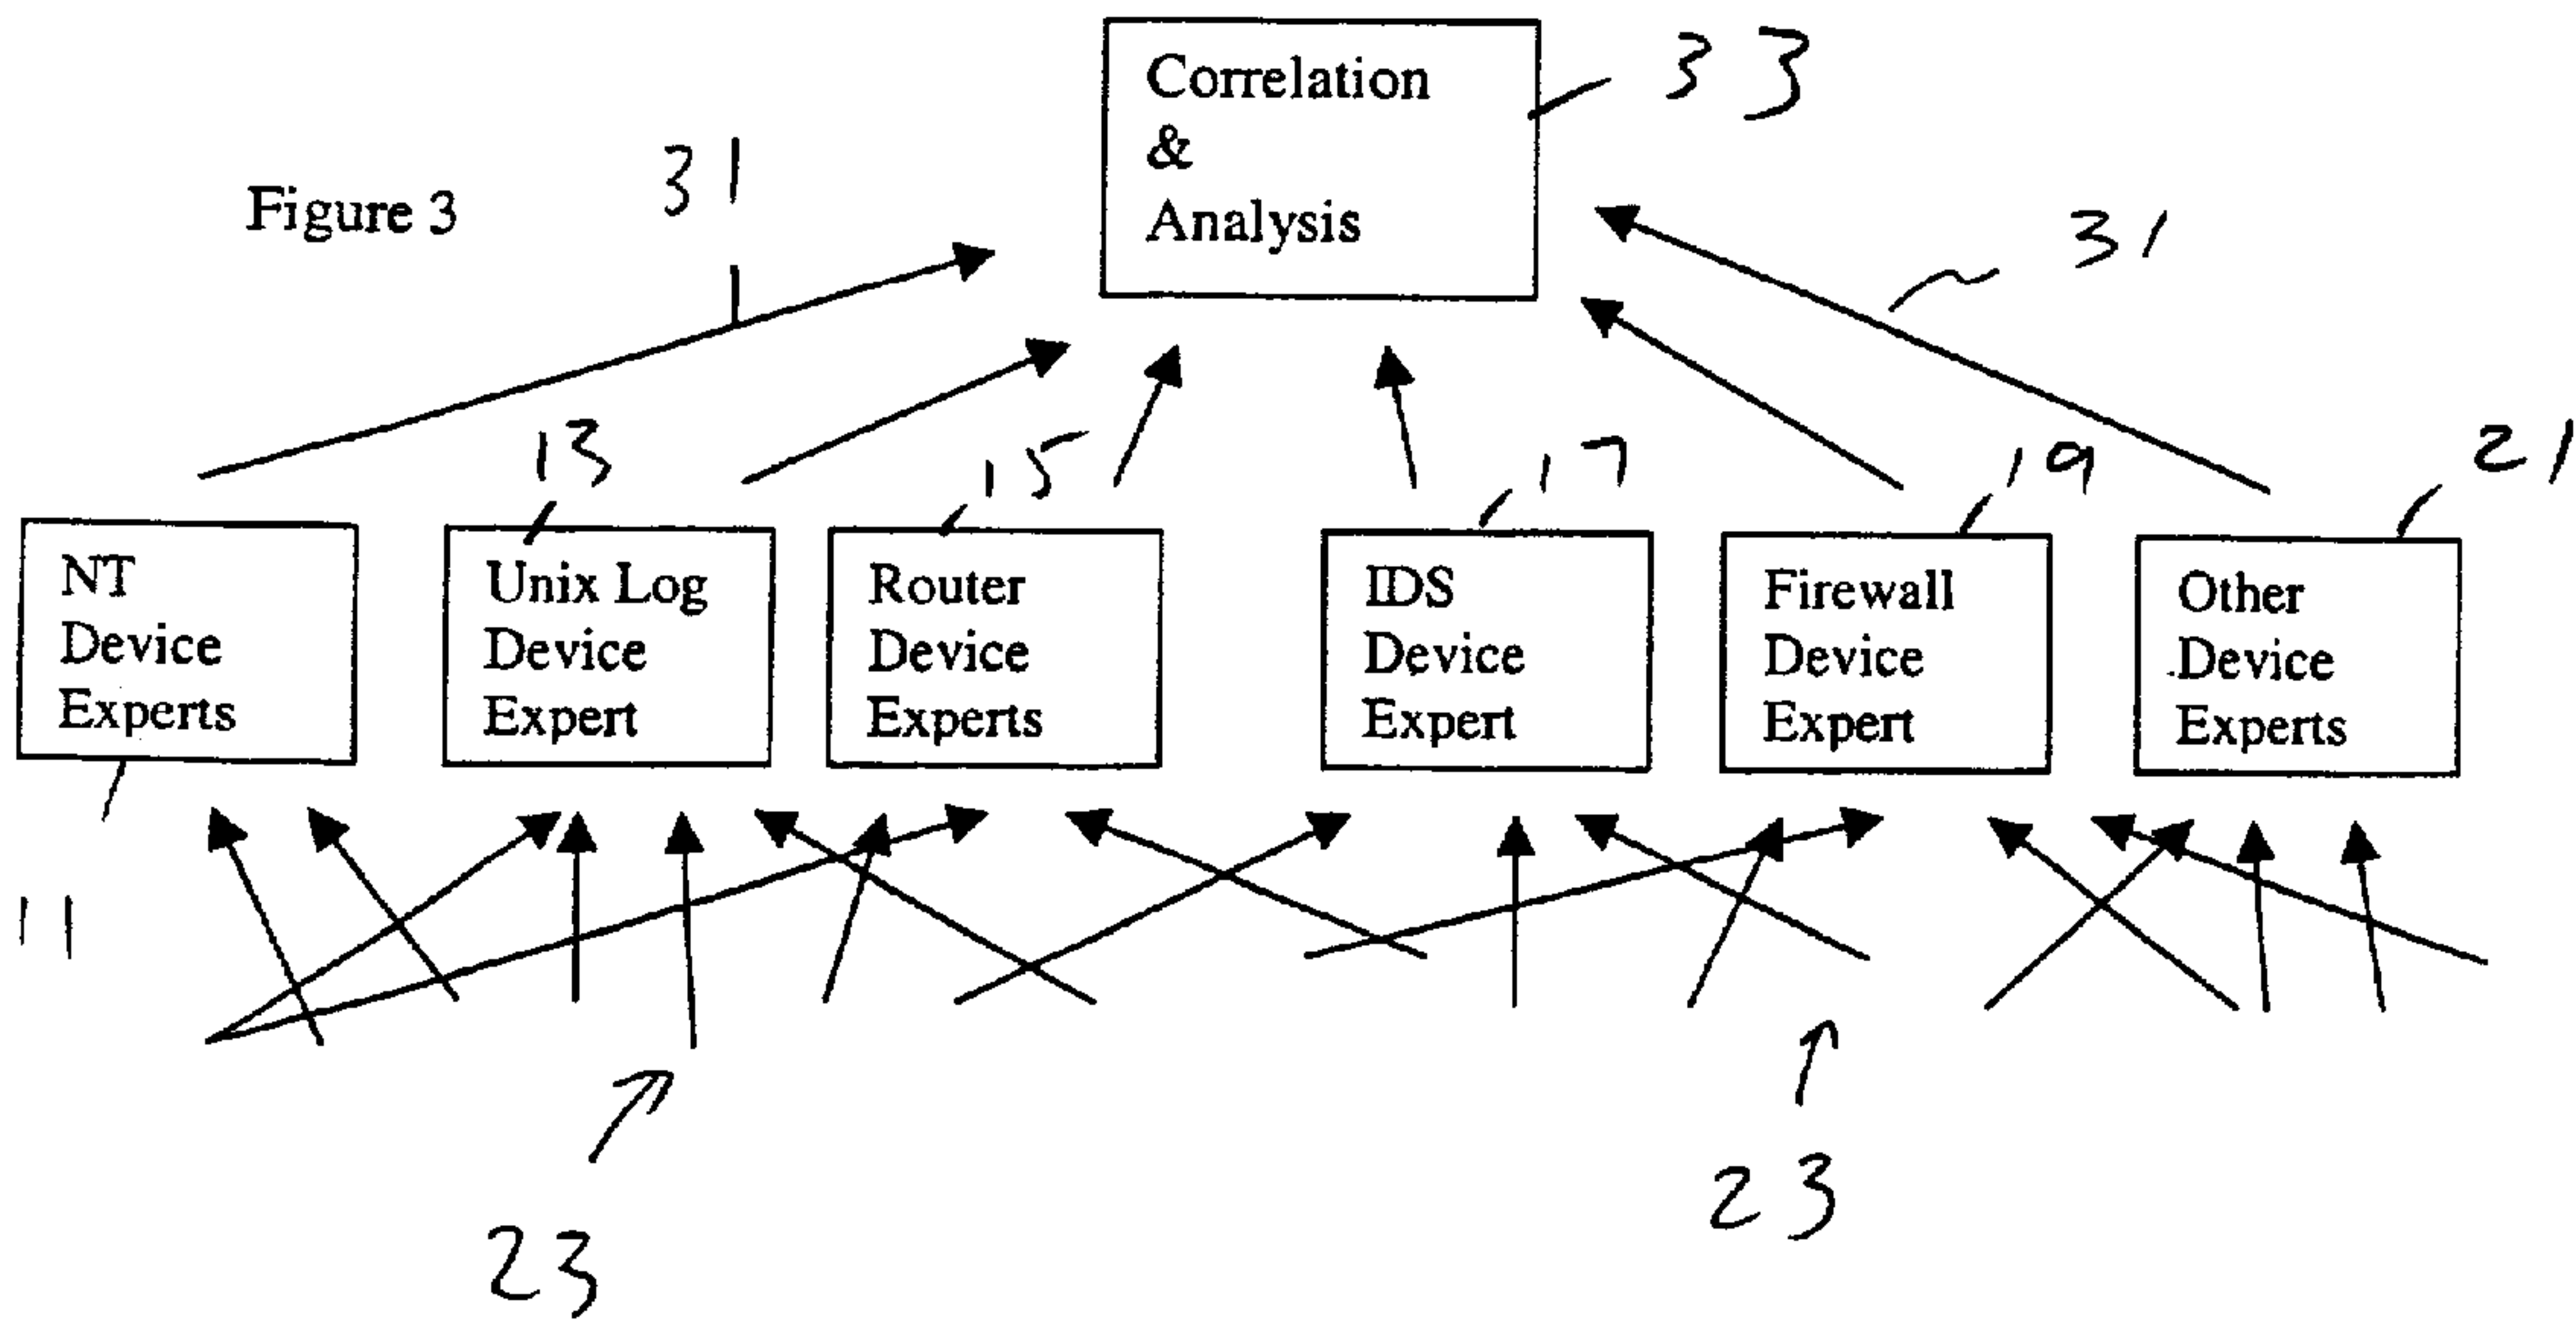 Correlation
&
Analysis
33
Figure 3
31
31
13
15
17
19
21
NT
Device
Experts
Unix Log
Device
Expert
Router
Device
Experts
IDS
Device
Expert
Firewall
Device
Expert
Other
Device
Experts
11
23
23